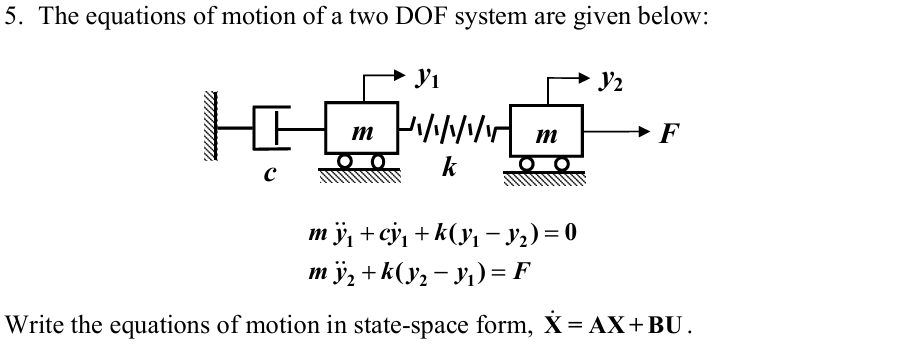 5. The equations of motion of a two DOF system are given below:
y₁
y₂
m
m
F
c
k
m ÿ₁ + cẏ₁ + k(y₁ − y₂) = 0
m ÿ₂ + k(y₂ − y₁) = F
Write the equations of motion in state-space form, Ẋ = AX + BU.